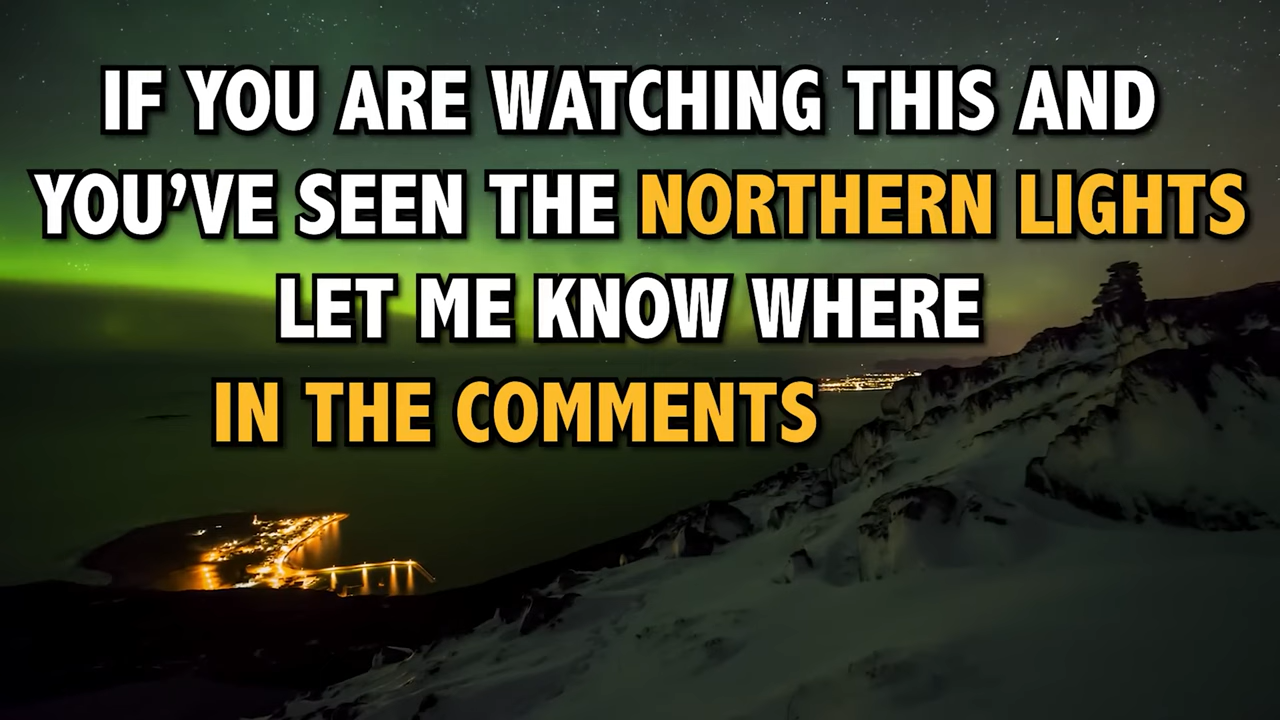 IF YOU ARE WATCHING THIS AND
YOU’VE SEEN THE NORTHERN LIGHTS
LET ME KNOW WHERE
IN THE COMMENTS